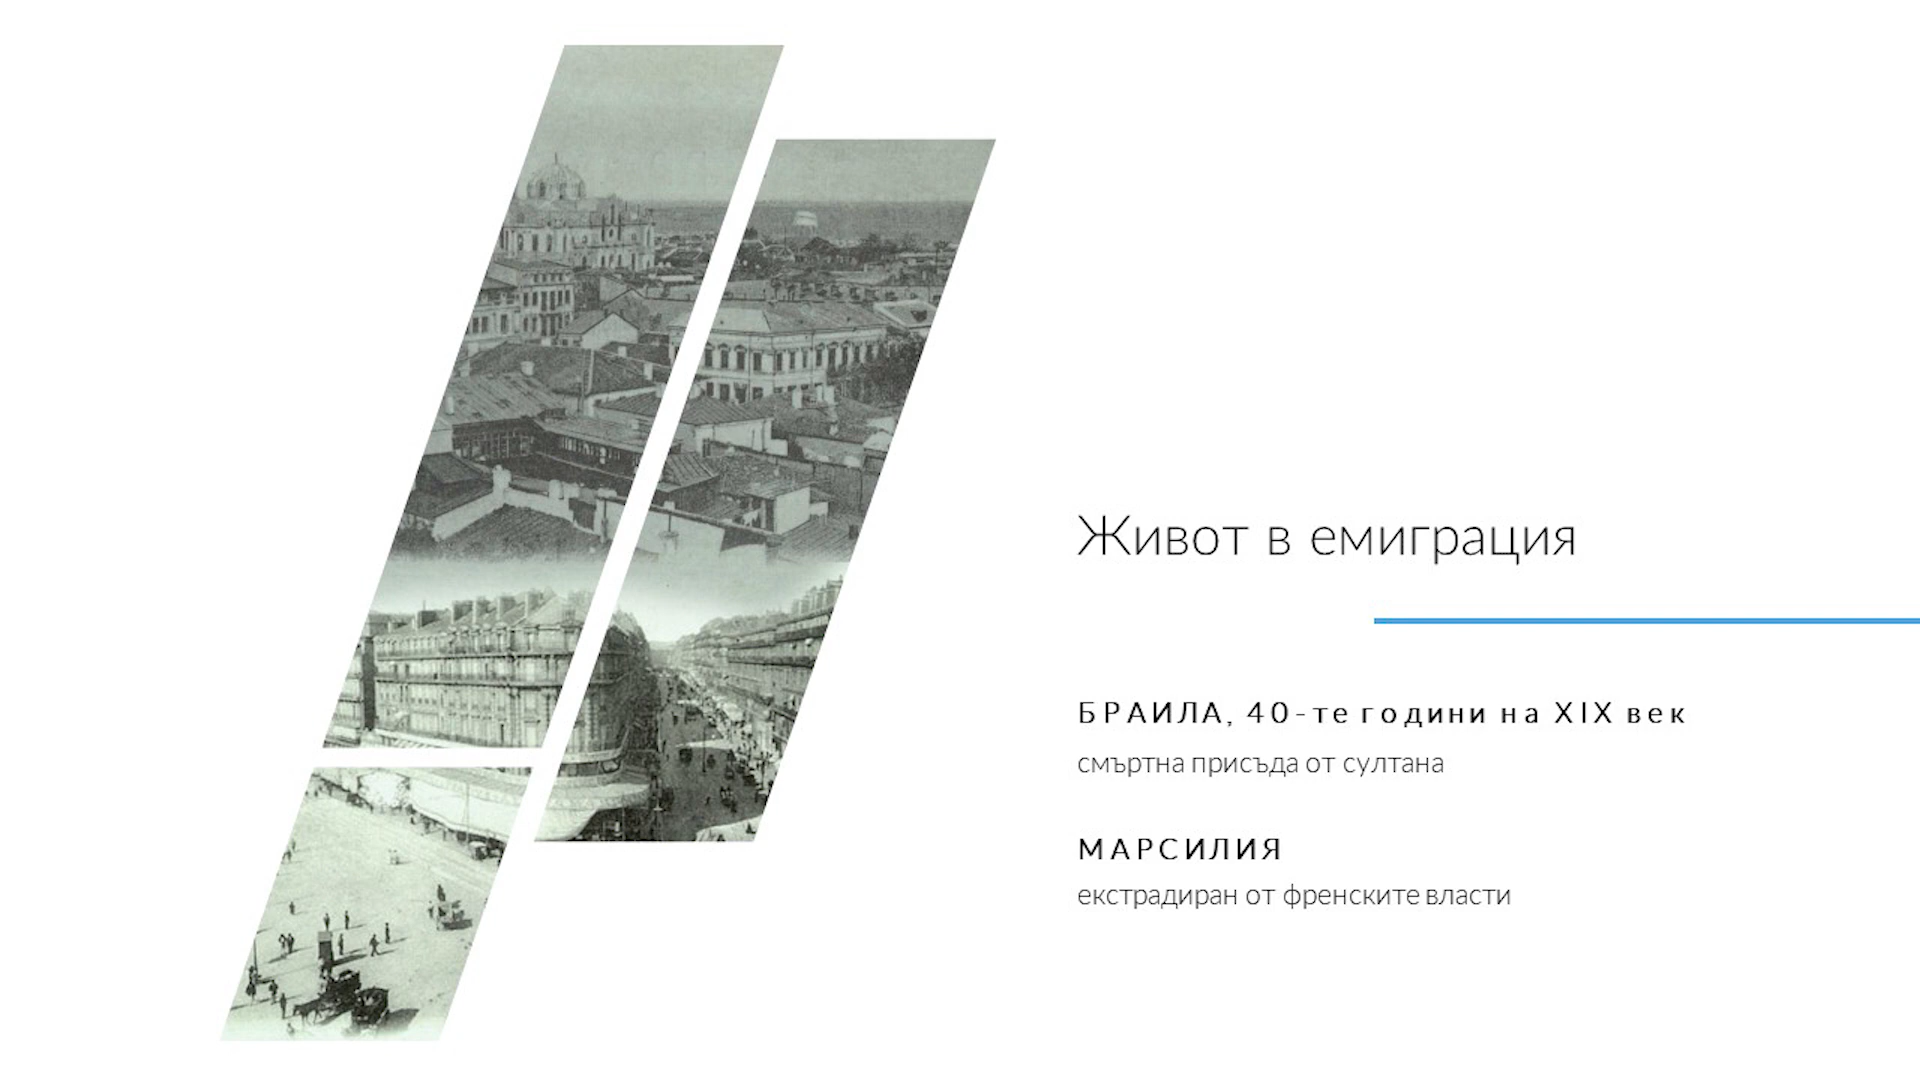 Живот в емиграция
БРАИЛА, 40-те години на XIX век
смъртна присъда от султана
МАРСИЛИЯ
екстрадиран от френските власти